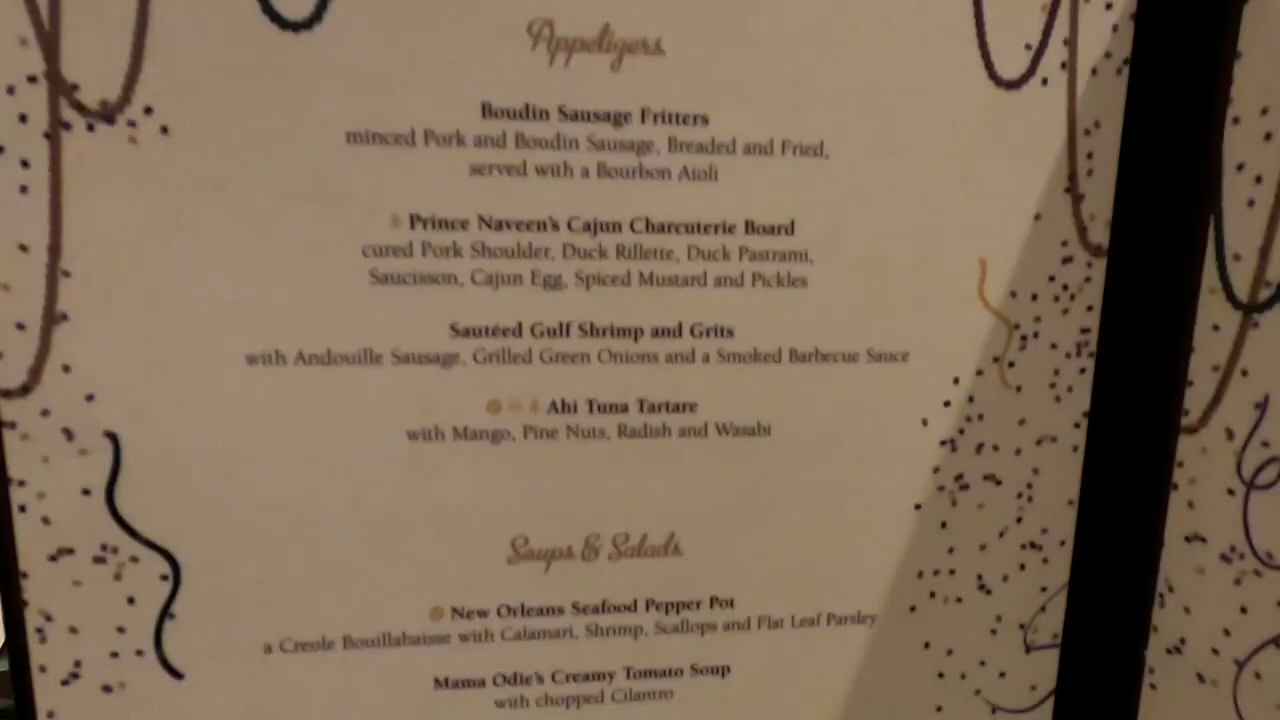 Appetizers
Boudin Sausage Fritters
minced Pork and Boudin Sausage, Breaded and Fried,
served with a Bourbon Aioli
Prince Naveen's Cajun Charcuterie Board
cured Pork Shoulder, Duck Rillette, Duck Pastrami,
Saucisson, Cajun Egg, Spiced Mustard and Pickles
Sautéed Gulf Shrimp and Grits
with Andouille Sausage, Grilled Green Onions and a Smoked Barbecue Sauce
Ahi Tuna Tartare
with Mango, Pine Nuts, Radish and Wasabi
Soups & Salads
New Orleans Seafood Pepper Pot
a Creole Bouillabaisse with Calamari, Shrimp, Scallops and Flat Leaf Parsley
Mama Odie's Creamy Tomato Soup
with chopped Cilantro